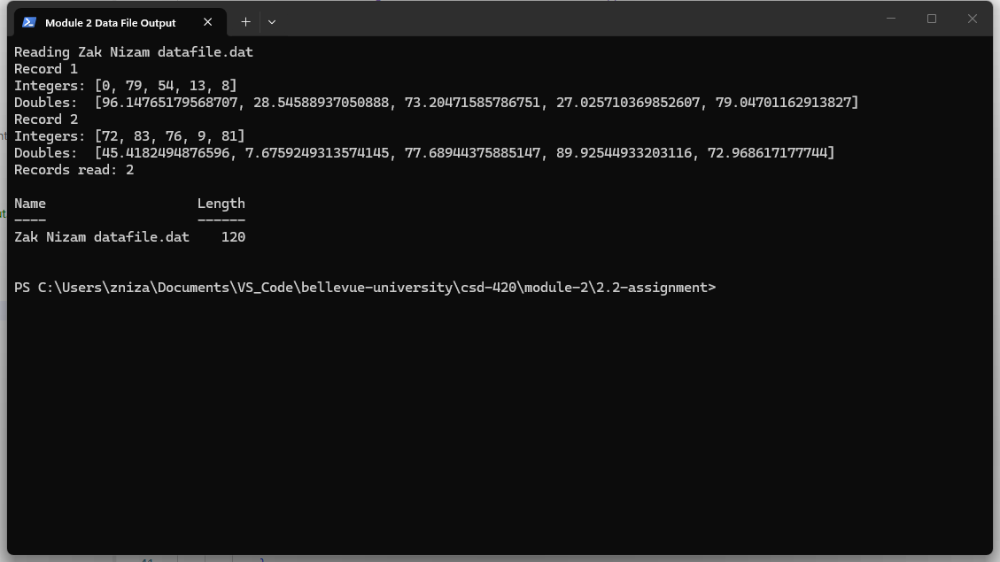 Module 2 Data File Output
Reading Zak Nizam datafile.dat
Record 1
Integers: [0, 79, 54, 13, 8]
Doubles:  [96.14765179568707, 28.54588937050888, 73.20471585786751, 27.025710369852607, 79.04701162913827]
Record 2
Integers: [72, 83, 76, 9, 81]
Doubles:  [45.4182494876596, 7.6759249313574145, 77.68944375885147, 89.92544933203116, 72.968617177744]
Records read: 2
Name                   Length
----                   ------
Zak Nizam datafile.dat    120
PS C:\Users\zniza\Documents\VS_Code\bellevue-university\csd-420\module-2\2.2-assignment>